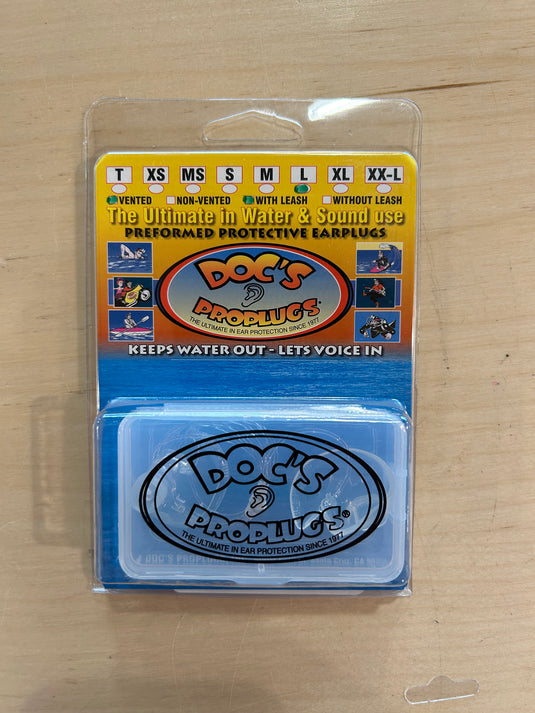 T XS MS S M L XL XX-L
VENTED NON-VENTED WITH LEASH WITHOUT LEASH
The Ultimate in Water & Sound use
PREFORMED PROTECTIVE EARPLUGS
DOC'S
PROPLUGS®
THE ULTIMATE IN EAR PROTECTION SINCE 1977
KEEPS WATER OUT - LETS VOICE IN
DOC'S
PROPLUGS®
THE ULTIMATE IN EAR PROTECTION SINCE 1977
DOC'S PROPLUGS